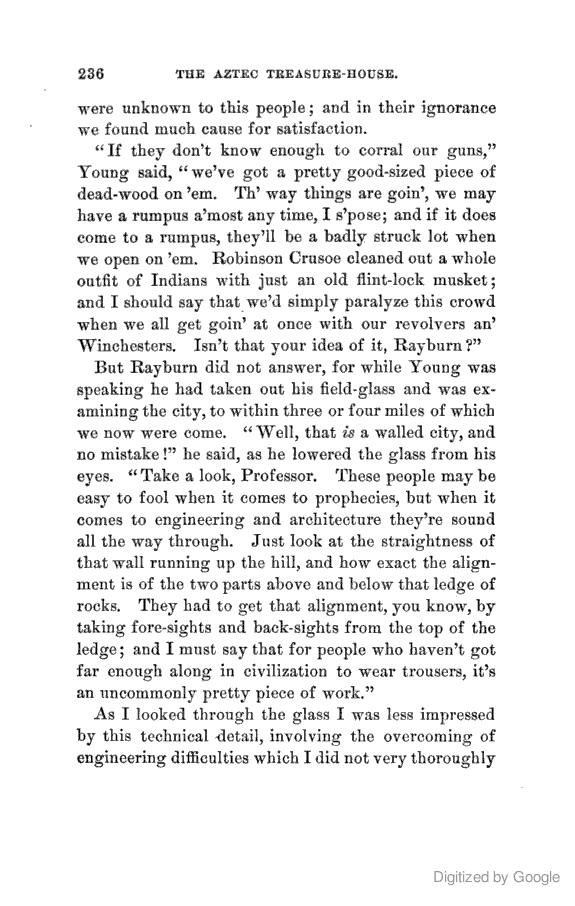 236 THE AZTEC TREASURE-HOUSE.
were unknown to this people; and in their ignorance
we found much cause for satisfaction.
“If they don’t know enough to corral our guns,”
Young said, “we’ve got a pretty good-sized piece of
dead-wood on ’em. Th’ way things are goin’, we may
have a rumpus a’most any time, I s’pose; and if it does
come to a rumpus, they’ll be a badly struck lot when
we open on ’em. Robinson Crusoe cleaned out a whole
outfit of Indians with just an old flint-lock musket;
and I should say that we’d simply paralyze this crowd
when we all get goin’ at once with our revolvers an’
Winchesters. Isn’t that your idea of it, Rayburn?”
But Rayburn did not answer, for while Young was
speaking he had taken out his field-glass and was ex-
amining the city, to within three or four miles of which
we now were come. “Well, that is a walled city, and
no mistake!” he said, as he lowered the glass from his
eyes. “Take a look, Professor. These people may be
easy to fool when it comes to prophecies, but when it
comes to engineering and architecture they’re sound
all the way through. Just look at the straightness of
that wall running up the hill, and how exact the align-
ment is of the two parts above and below that ledge of
rocks. They had to get that alignment, you know, by
taking fore-sights and back-sights from the top of the
ledge; and I must say that for people who haven’t got
far enough along in civilization to wear trousers, it’s
an uncommonly pretty piece of work.”
As I looked through the glass I was less impressed
by this technical detail, involving the overcoming of
engineering difficulties which I did not very thoroughly
Digitized by Google